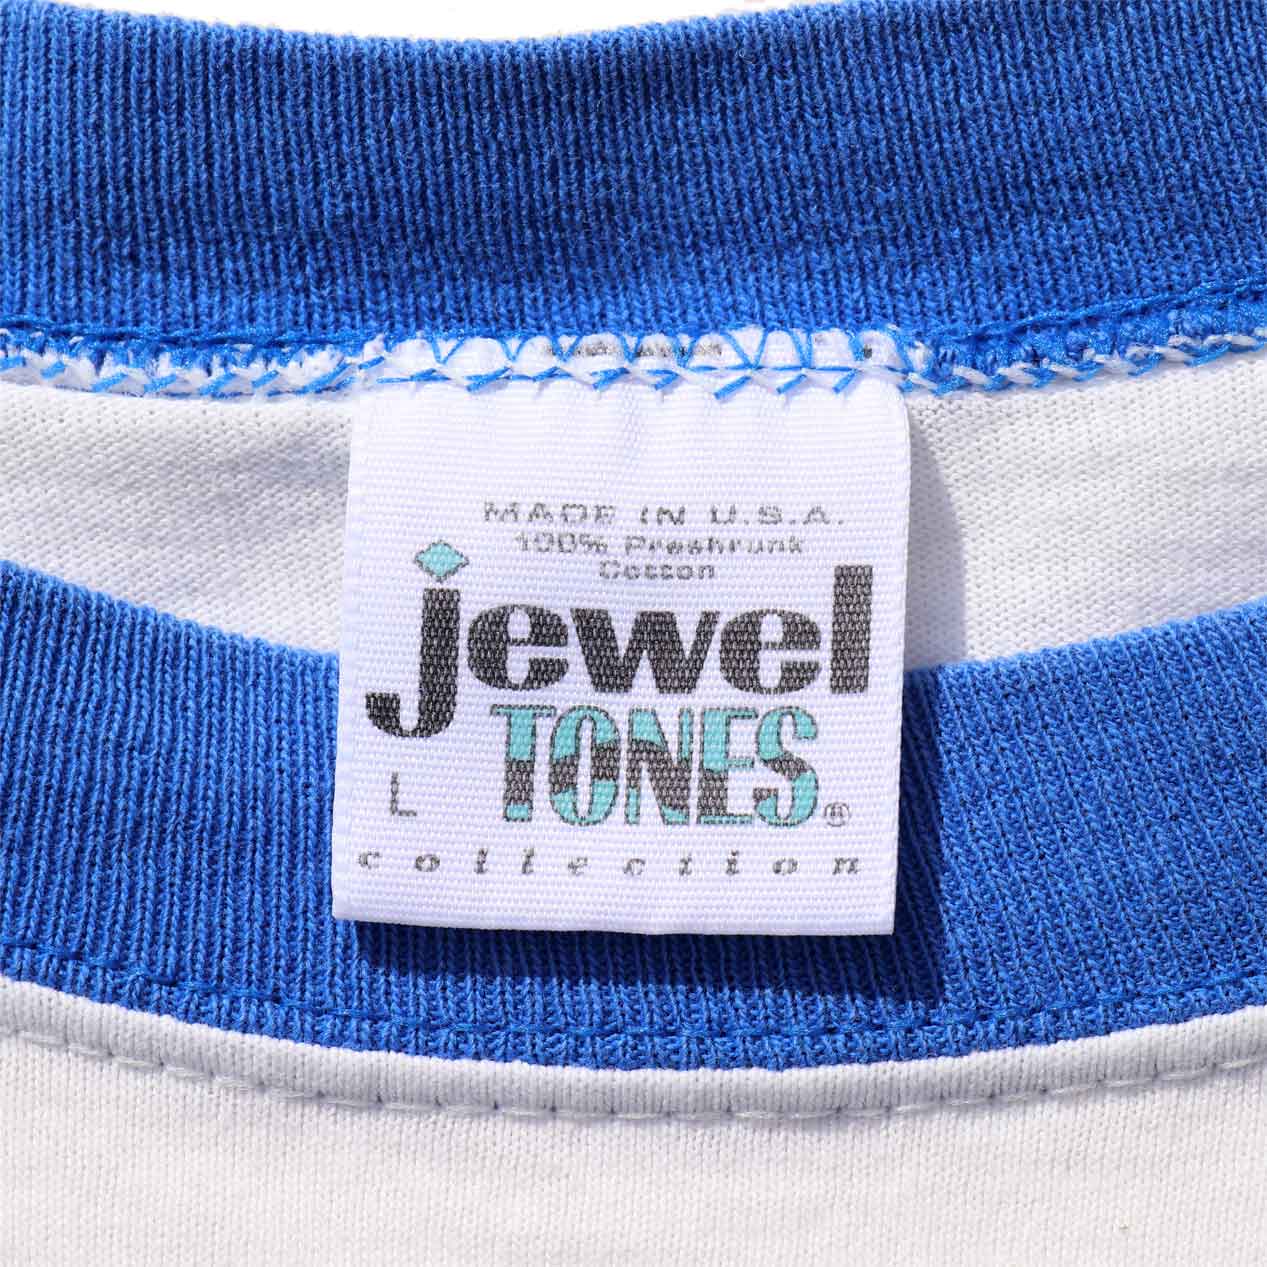 MADE IN U.S.A.
100% Preshrunk
Cotton
jewel
TONES®
L
collection